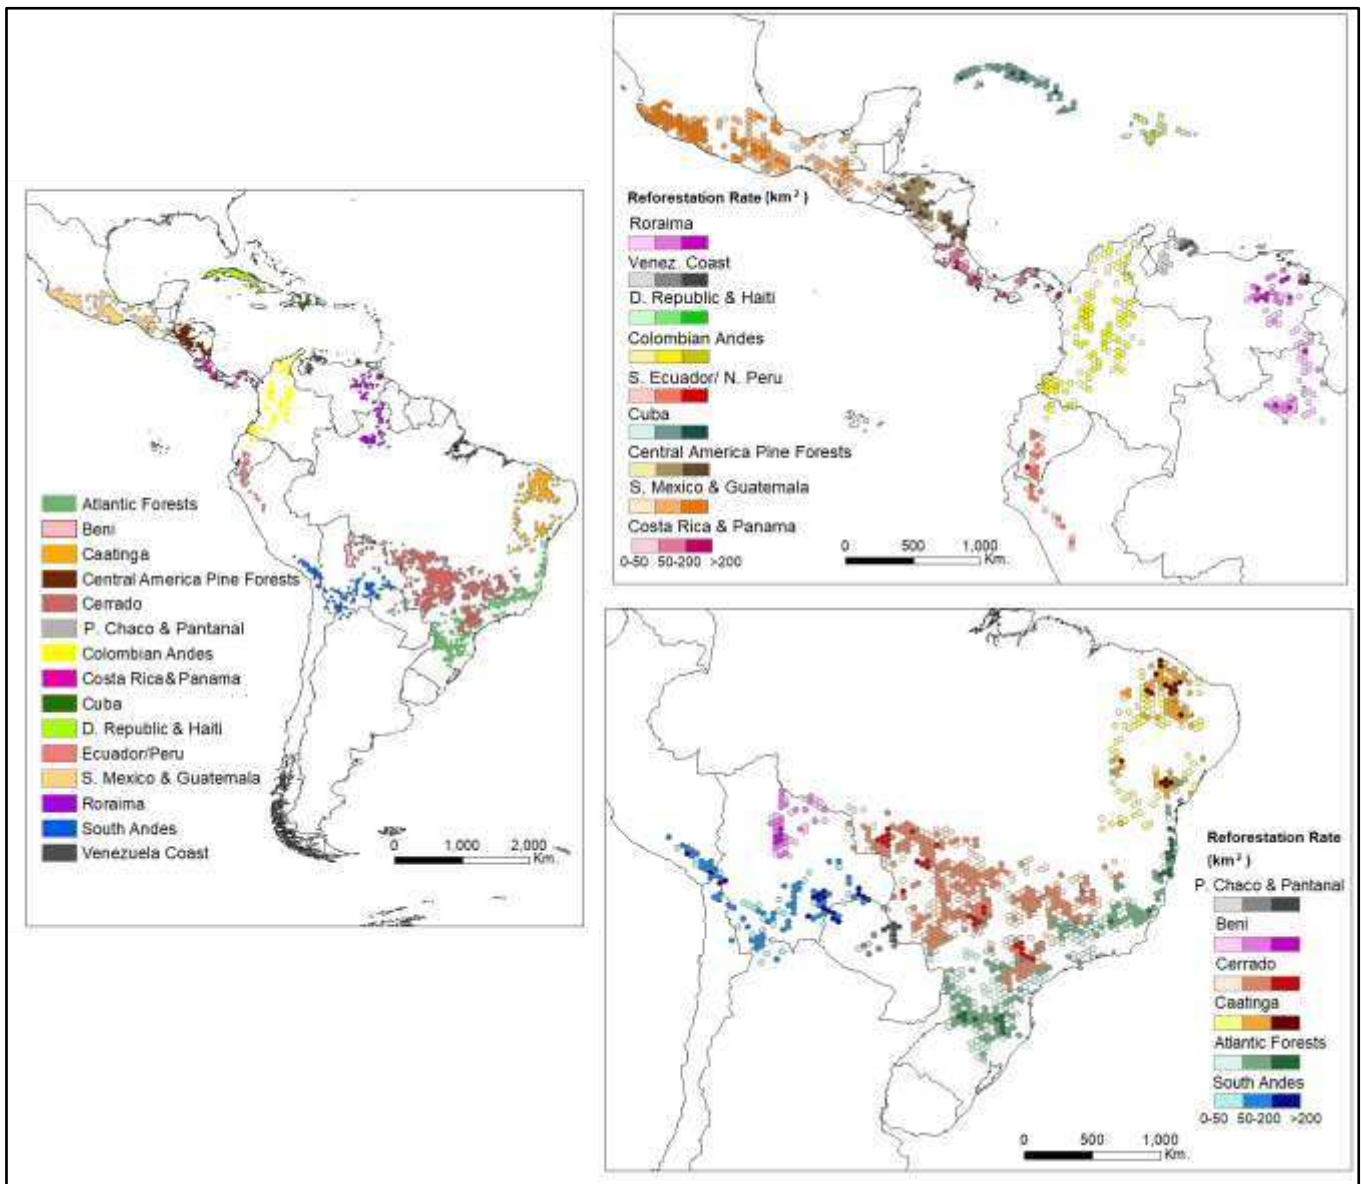 Atlantic Forests
Beni
Caatinga
Central America Pine Forests
Cerrado
P. Chaco & Pantanal
Colombian Andes
Costa Rica&Panama
Cuba
D. Republic & Haiti
Ecuador/Peru
S. Mexico & Guatemala
Roraima
South Andes
Venezuela Coast
0 1,000 2,000
Km.
Reforestation Rate (km²)
Roraima
Venez. Coast
D. Republic & Haiti
Colombian Andes
S. Ecuador/ N. Peru
Cuba
Central America Pine Forests
S. Mexico & Guatemala
Costa Rica & Panama
0-50 50-200 >200
0 500 1,000
Km.
Reforestation Rate
(km²)
P. Chaco & Pantanal
Beni
Cerrado
Caatinga
Atlantic Forests
South Andes
0-50 50-200 >200
0 500 1,000
Km.